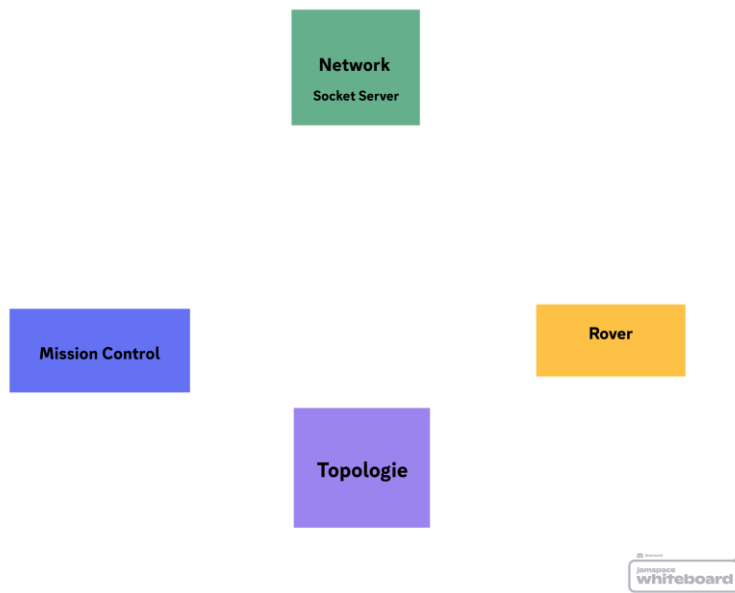 Network
Socket Server
Mission Control
Rover
Topologie
jamspace
whiteboard